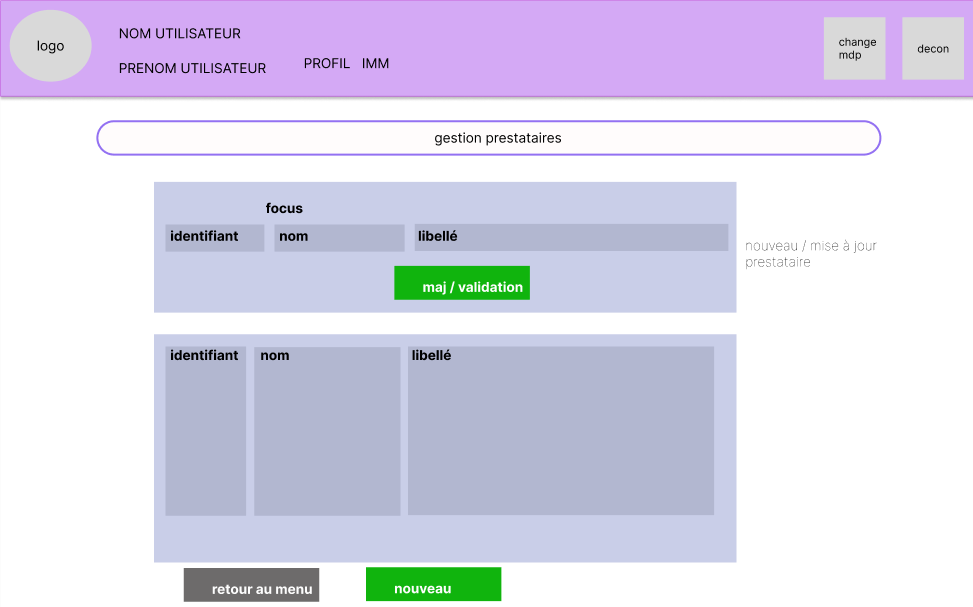 logo
NOM UTILISATEUR
PRENOM UTILISATEUR
PROFIL IMM
change
mdp
decon
gestion prestataires
focus
identifiant nom libellé
nouveau / mise à jour
prestataire
maj / validation
identifiant nom libellé
retour au menu nouveau